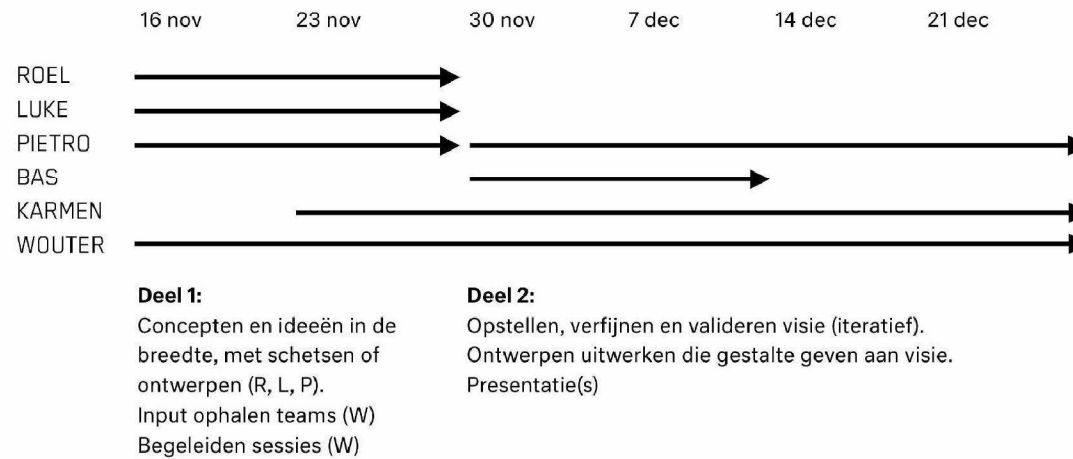 16 nov 23 nov 30 nov 7 dec 14 dec 21 dec
ROEL
LUKE
PIETRO
BAS
KARMEN
WOUTER
Deel 1:
Concepten en ideeën in de
breedte, met schetsen of
ontwerpen (R, L, P).
Input ophalen teams (W)
Begeleiden sessies (W)
Deel 2:
Opstellen, verfijnen en valideren visie (iteratief).
Ontwerpen uitwerken die gestalte geven aan visie.
Presentatie(s)